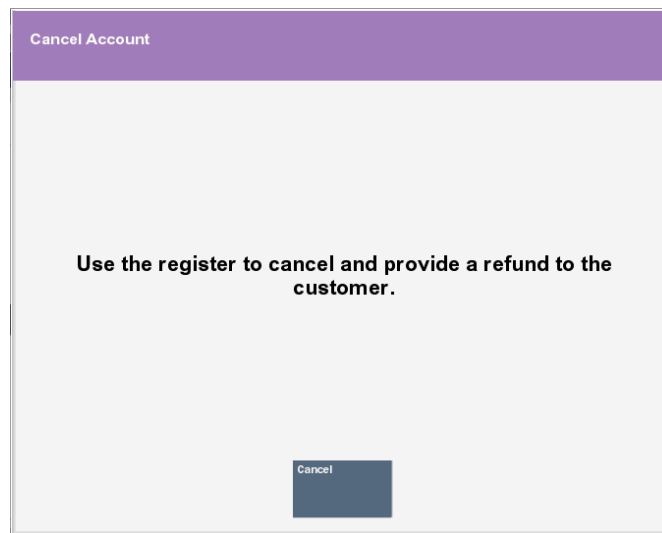 Cancel Account
Use the register to cancel and provide a refund to the
customer.
Cancel